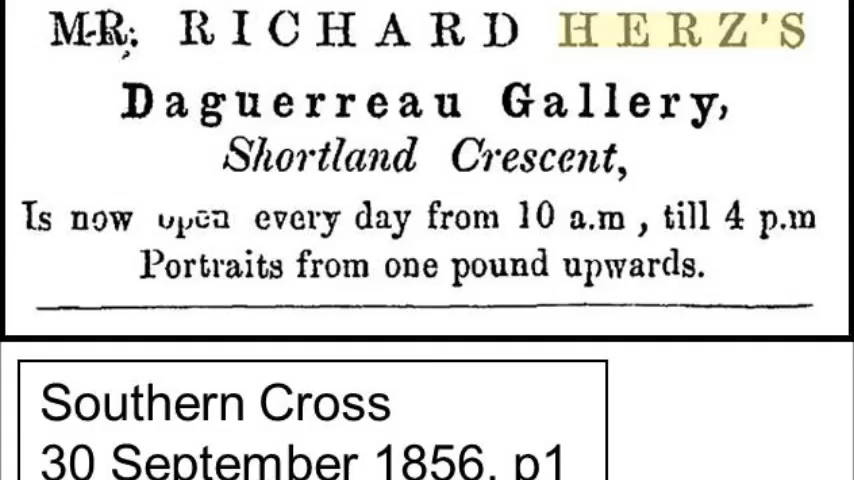 MR. RICHARD HERZ'S
Daguerreau Gallery,
Shortland Crescent,
Is now open every day from 10 a.m , till 4 p.m
Portraits from one pound upwards.
Southern Cross
30 September 1856, p1